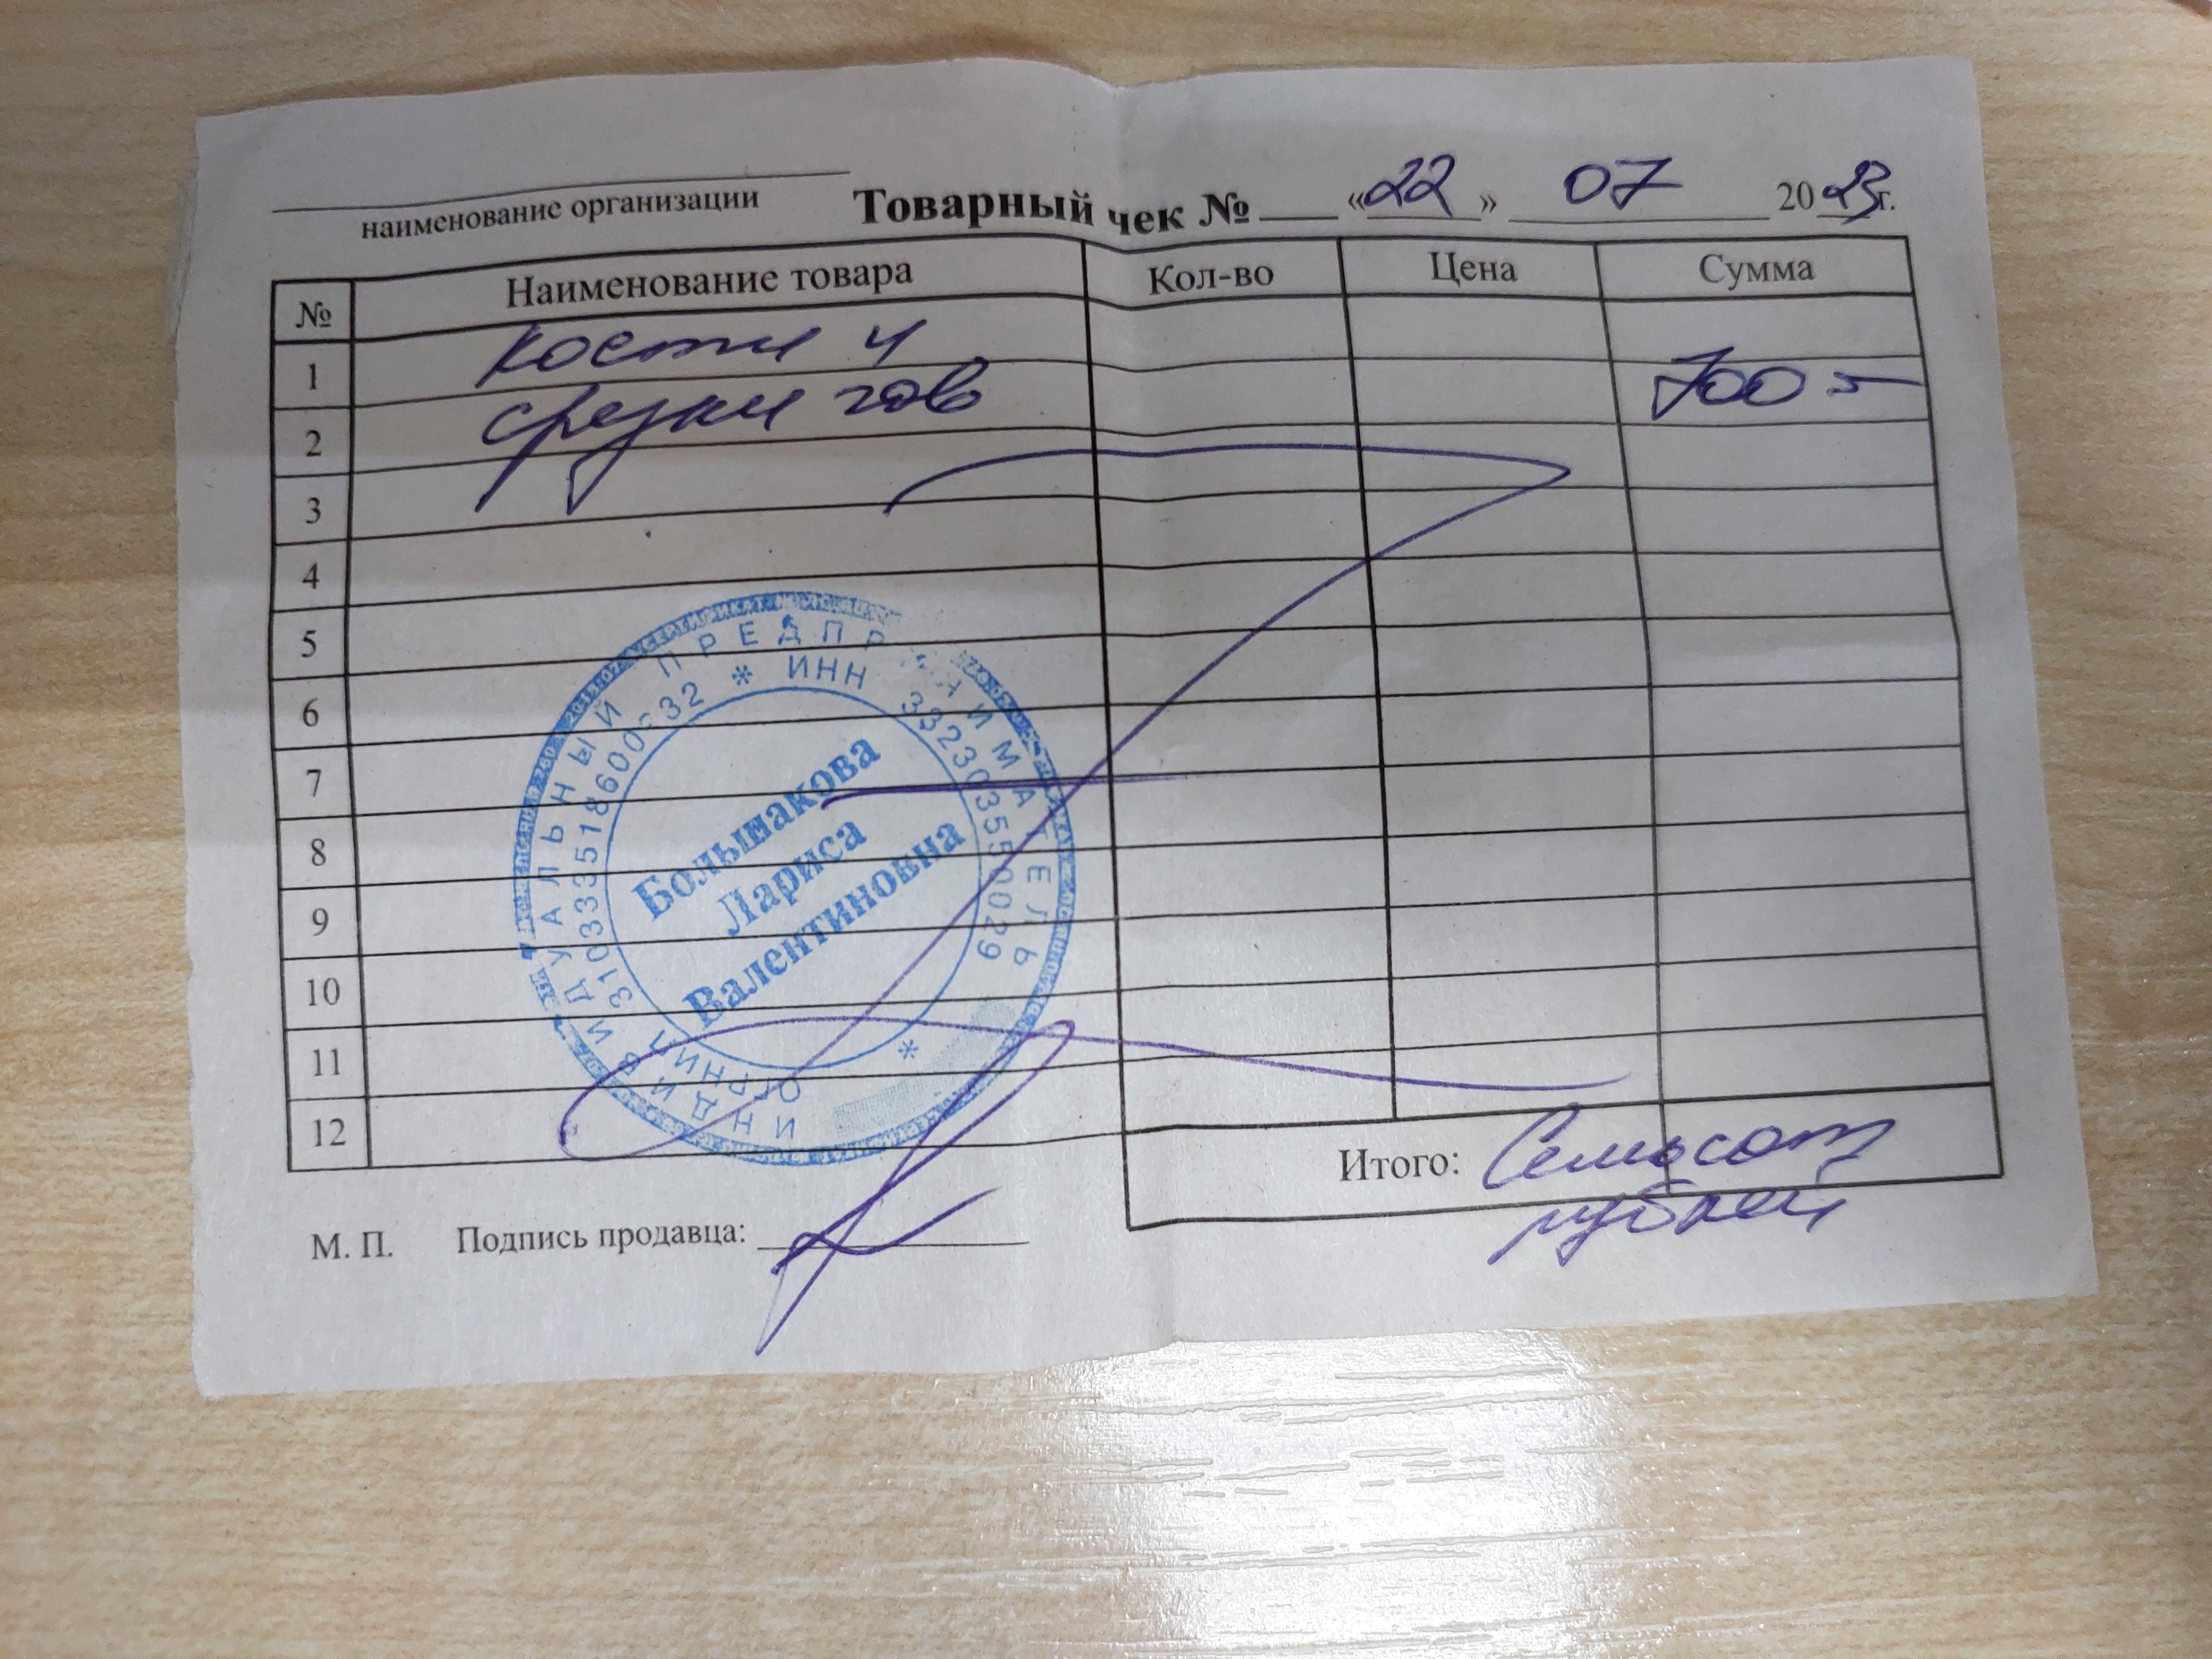 наименование организации
Товарный чек № «22» 07 2023г.
№ Наименование товара Кол-во Цена Сумма
1 кости и
2 срезки гов 700=
3
4
5
6
7
8
9
10
11
12
Итого: Семьсот
рублей
М. П. Подпись продавца:
ИНДИВИДУАЛЬНЫЙ ПРЕДПРИНИМАТЕЛЬ
* ИНН 332303550029 *
Большакова
Лариса
Валентиновна